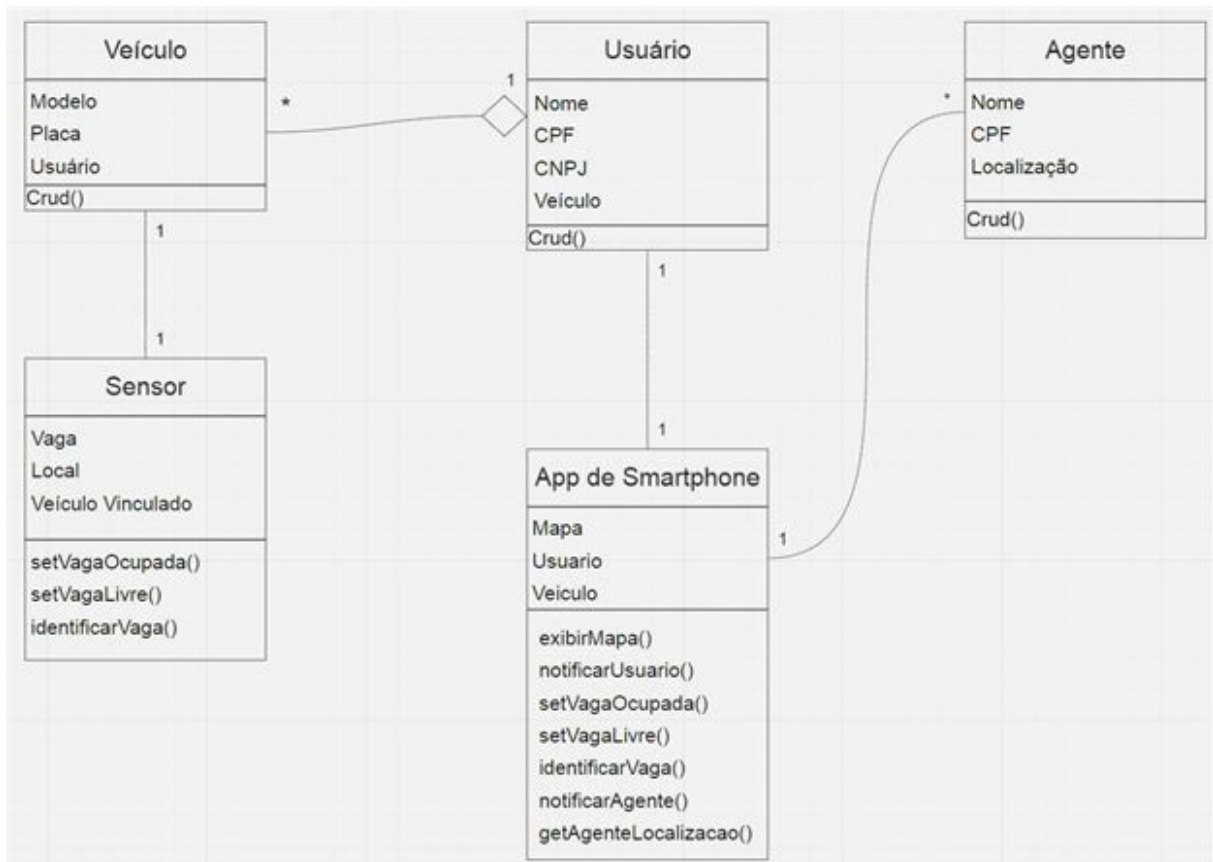 Veículo
Modelo
Placa
Usuário
Crud()
*
1
Usuário
Nome
CPF
CNPJ
Veículo
Crud()
*
Agente
Nome
CPF
Localização
Crud()
1
1
Sensor
Vaga
Local
Veículo Vinculado
setVagaOcupada()
setVagaLivre()
identificarVaga()
1
1
App de Smartphone
Mapa
Usuario
Veiculo
exibirMapa()
notificarUsuario()
setVagaOcupada()
setVagaLivre()
identificarVaga()
notificarAgente()
getAgenteLocalizacao()
1